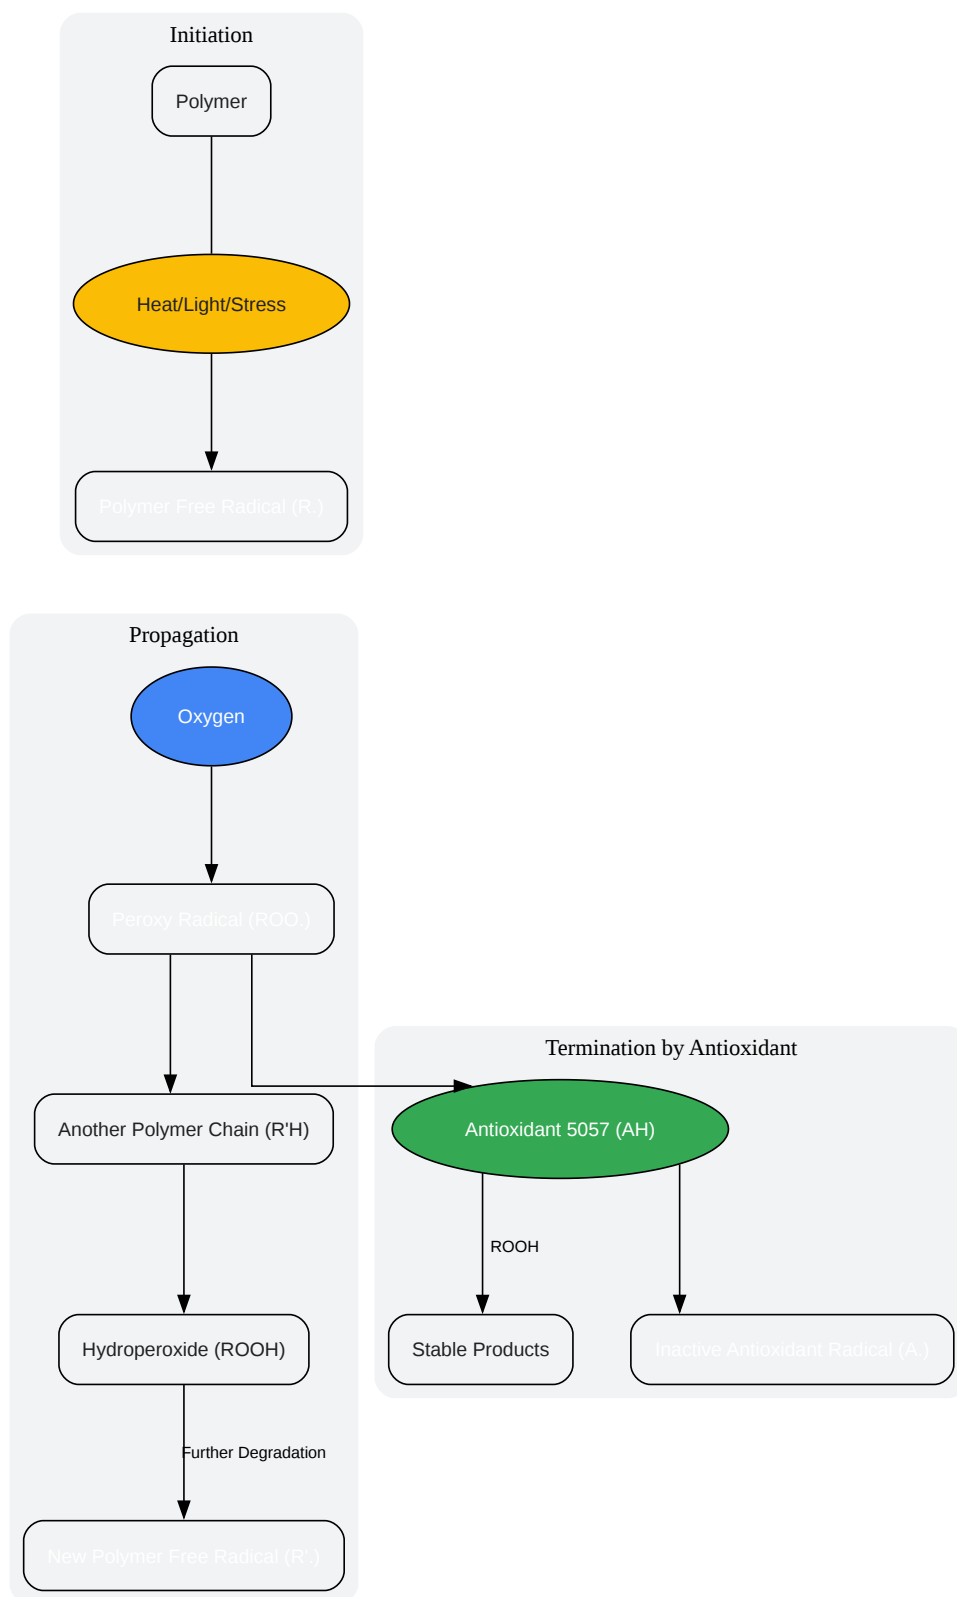 Initiation
Polymer
Heat/Light/Stress
Polymer Free Radical (R.)
Propagation
Oxygen
Peroxy Radical (ROO.)
Termination by Antioxidant
Another Polymer Chain (R'H)
Antioxidant 5057 (AH)
ROOH
Hydroperoxide (ROOH)
Stable Products
Inactive Antioxidant Radical (A.)
Further Degradation
New Polymer Free Radical (R'.)